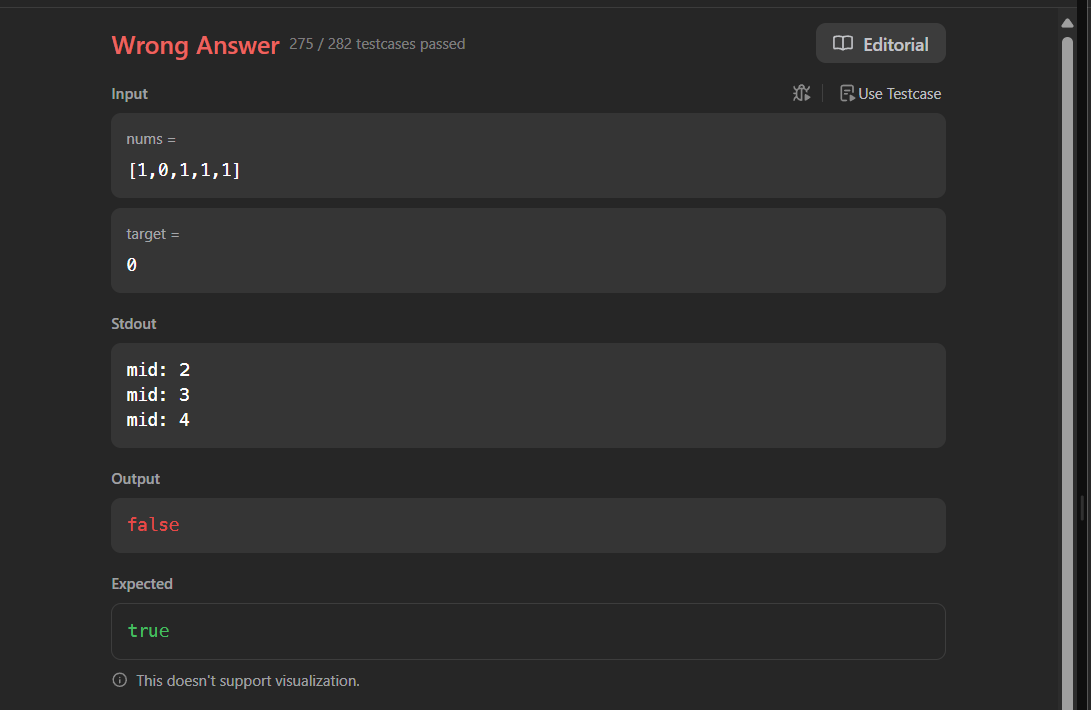 Wrong Answer 275 / 282 testcases passed Editorial
Input Use Testcase
nums =
[1,0,1,1,1]
target =
0
Stdout
mid: 2
mid: 3
mid: 4
Output
false
Expected
true
This doesn't support visualization.